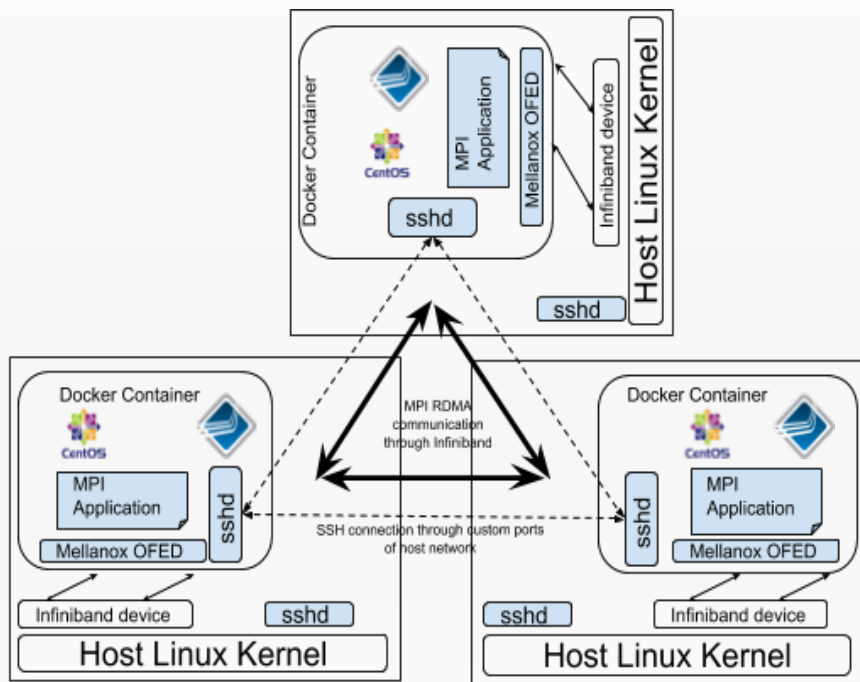 Docker Container
CentOS
MPI
Application
Mellanox OFED
Infiniband device
Host Linux Kernel
sshd
sshd
MPI RDMA
communication
through Infiniband
SSH connection through custom ports
of host network
Docker Container
CentOS
MPI
Application
sshd
Mellanox OFED
Infiniband device
sshd
Host Linux Kernel
Docker Container
CentOS
sshd
MPI
Application
Mellanox OFED
sshd
Infiniband device
Host Linux Kernel